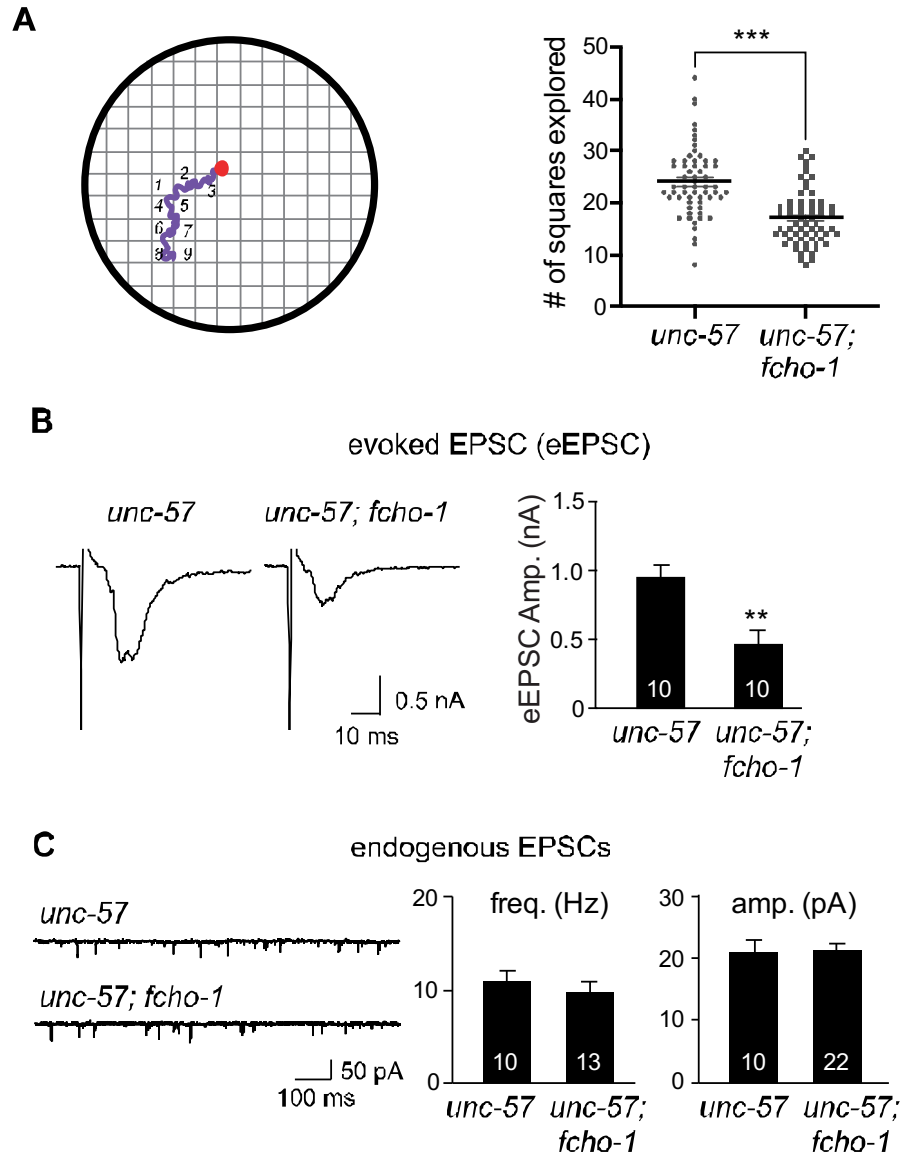 A
1
2
3
4
5
6
7
8
9
# of squares explored
50
40
30
20
10
0
***
unc-57
unc-57;
fcho-1
B
evoked EPSC (eEPSC)
unc-57
unc-57; fcho-1
0.5 nA
10 ms
eEPSC Amp. (nA)
1.5
1.0
0.5
0
**
10
10
unc-57
unc-57;
fcho-1
C
endogenous EPSCs
unc-57
unc-57; fcho-1
50 pA
100 ms
freq. (Hz)
20
10
0
10
13
unc-57
unc-57;
fcho-1
amp. (pA)
30
20
10
0
10
22
unc-57
unc-57;
fcho-1